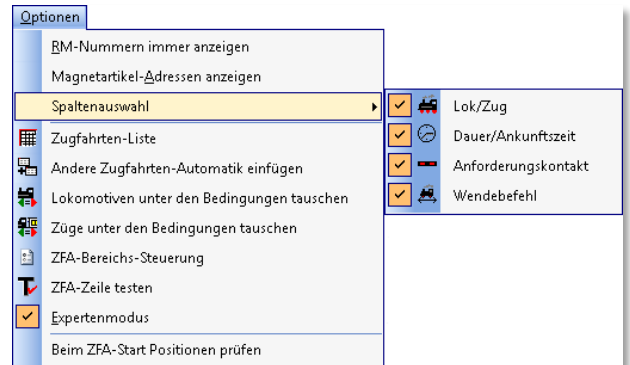 Optionen
RM-Nummern immer anzeigen
Magnetartikel-Adressen anzeigen
Spaltenauswahl
Lok/Zug
Zugfahrten-Liste
Dauer/Ankunftszeit
Andere Zugfahrten-Automatik einfügen
Anforderungskontakt
Lokomotiven unter den Bedingungen tauschen
Wendebefehl
Züge unter den Bedingungen tauschen
ZFA-Bereichs-Steuerung
ZFA-Zeile testen
Expertenmodus
Beim ZFA-Start Positionen prüfen